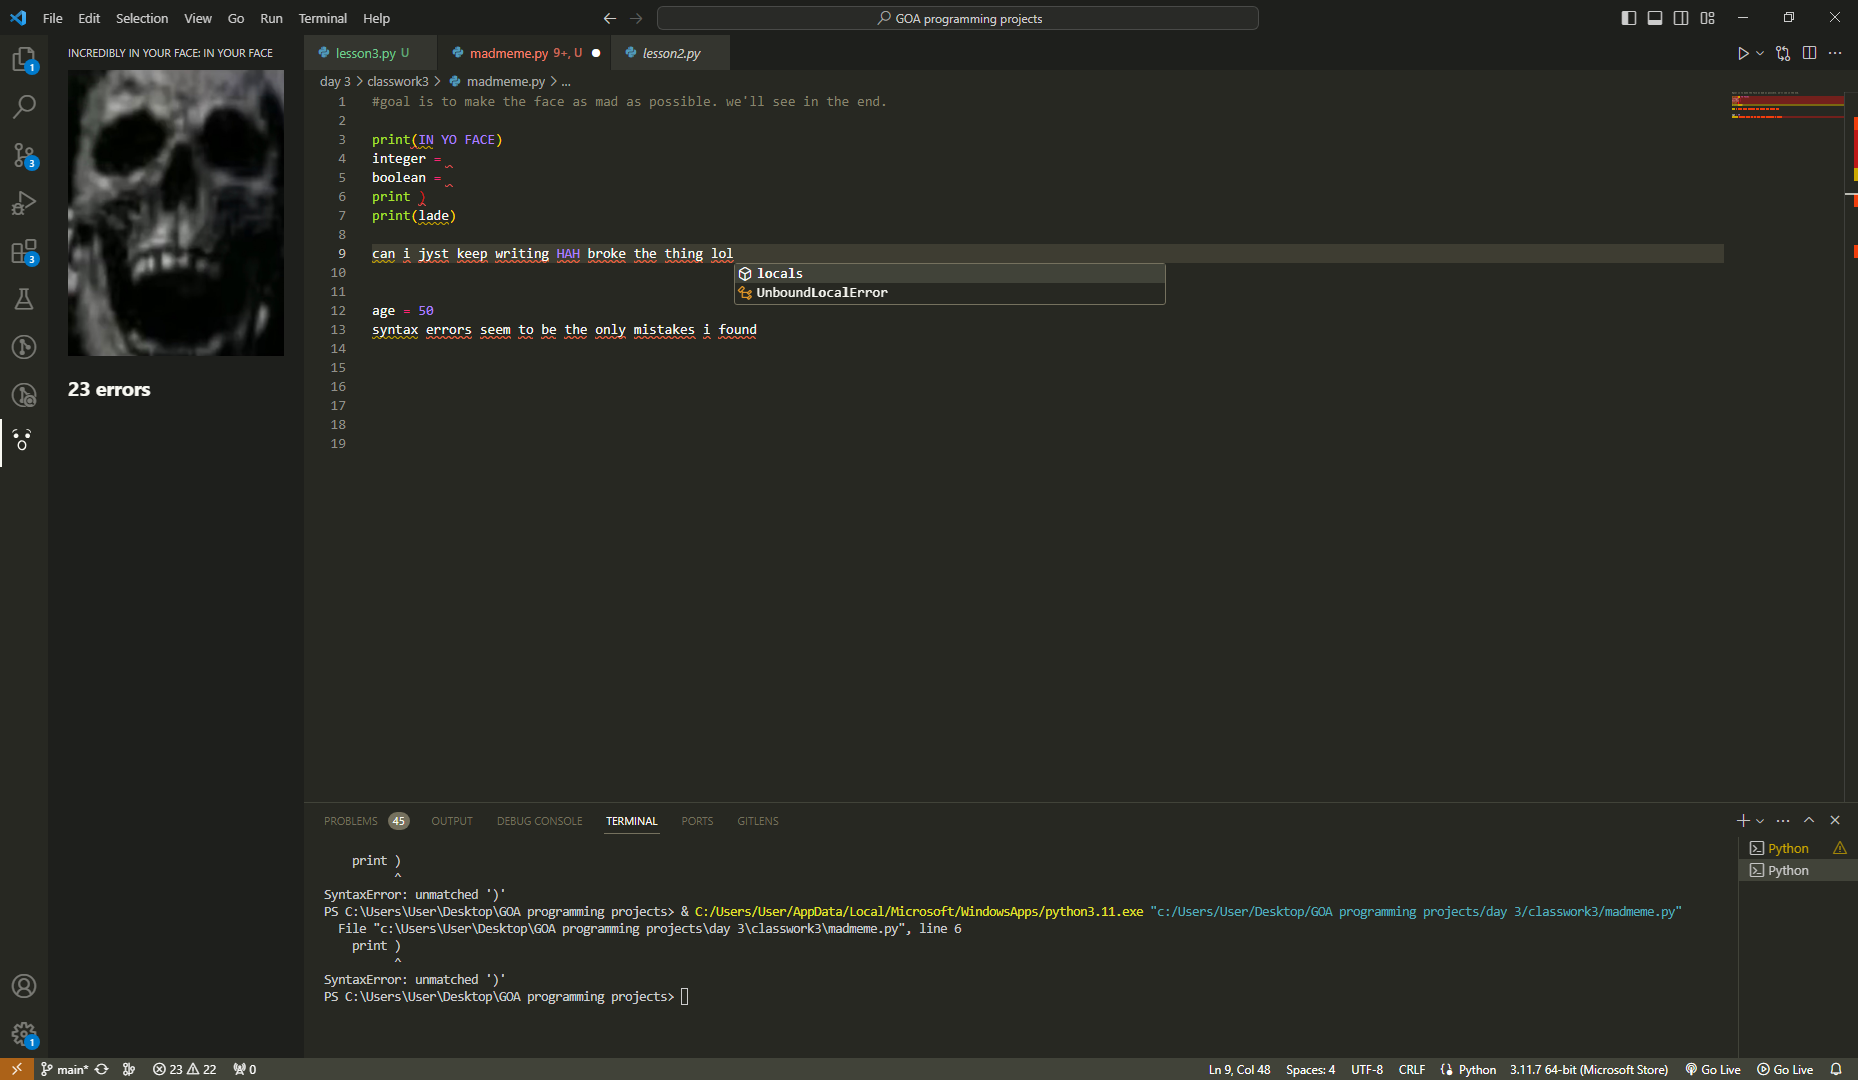 File Edit Selection View Go Run Terminal Help
GOA programming projects
INCREDIBLY IN YOUR FACE: IN YOUR FACE
lesson3.py U
madmeme.py 9+, U
lesson2.py
day 3 > classwork3 > madmeme.py > ...
1 #goal is to make the face as mad as possible. we'll see in the end.
2
3 print(IN YO FACE)
4 integer =
5 boolean =
6 print )
7 print(lade)
8
9 can i jyst keep writing HAH broke the thing lol
locals
10
UnboundLocalError
11
12 age = 50
13 syntax errors seem to be the only mistakes i found
14
15
16
17
18
19
1
3
3
23 errors
PROBLEMS 45 OUTPUT DEBUG CONSOLE TERMINAL PORTS GITLENS
print )
^
SyntaxError: unmatched ')'
PS C:\Users\User\Desktop\GOA programming projects> & C:/Users/User/AppData/Local/Microsoft/WindowsApps/python3.11.exe "c:/Users/User/Desktop/GOA programming projects/day 3/classwork3/madmeme.py"
File "c:\Users\User\Desktop\GOA programming projects\day 3\classwork3\madmeme.py", line 6
print )
^
SyntaxError: unmatched ')'
PS C:\Users\User\Desktop\GOA programming projects>
Python
Python
1
main* 23 22 0
Ln 9, Col 48 Spaces: 4 UTF-8 CRLF Python 3.11.7 64-bit (Microsoft Store) Go Live Go Live